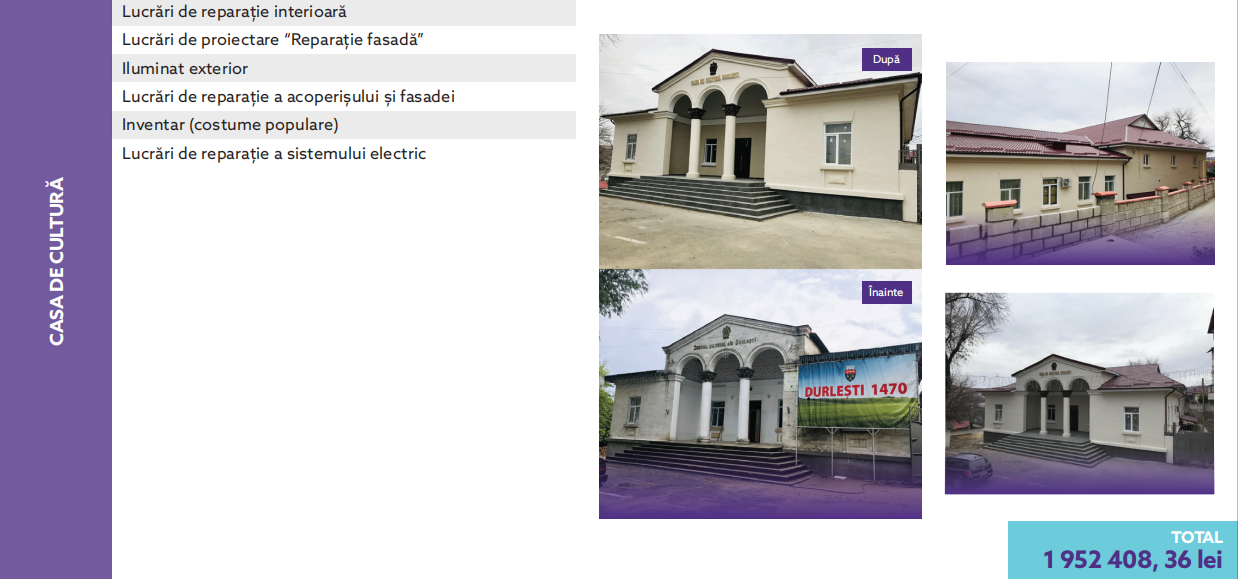 CASA DE CULTURĂ
Lucrări de reparație interioară
Lucrări de proiectare “Reparație fasadă”
Iluminat exterior
Lucrări de reparație a acoperișului și fasadei
Inventar (costume populare)
Lucrări de reparație a sistemului electric
După
Înainte
DURLEȘTI 1470
TOTAL
1 952 408, 36 lei